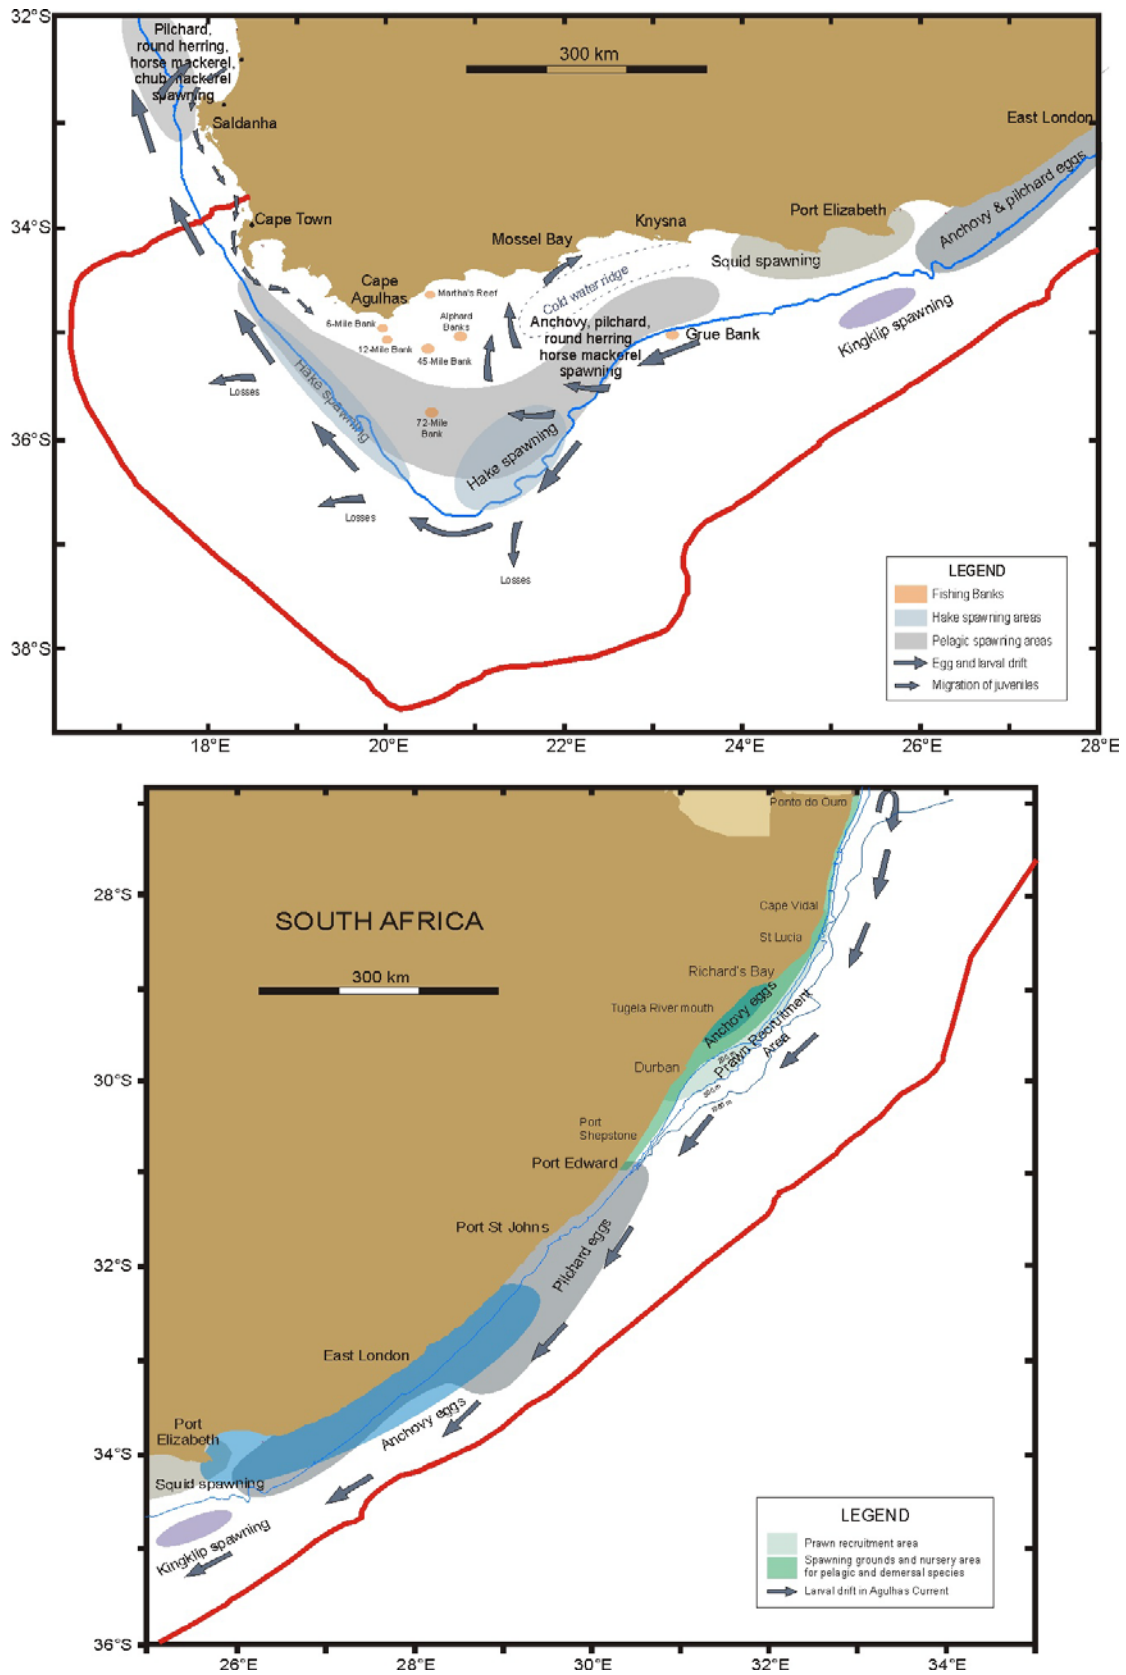 32°S
Pilchard,
round herring,
horse mackerel,
chub mackerel
spawning
300 km
Saldanha
East London
Anchovy & pilchard eggs
34°S
Cape Town
Port Elizabeth
Knysna
Mossel Bay
Squid spawning
Cold water ridge
Cape
Agulhas
Martha's Reef
6-Mile Bank
Alphard
Banks
12-Mile Bank
45-Mile Bank
Anchovy, pilchard,
round herring
horse mackerel
spawning
Grue Bank
Kingklip spawning
Hake spawning
Losses
72-Mile
Bank
36°S
Hake spawning
Losses
Losses
LEGEND
Fishing Banks
Hake spawning areas
Pelagic spawning areas
Egg and larval drift
Migration of juveniles
38°S
18°E
20°E
22°E
24°E
26°E
28°E
Ponto do Ouro
28°S
SOUTH AFRICA
Cape Vidal
St Lucia
300 km
Richard's Bay
Anchovy eggs
Tugela River mouth
Prawn Recruitment
Area
Durban
30°S
Port
Shepstone
Port Edward
Port St John's
Pilchard eggs
32°S
East London
Anchovy eggs
Port
Elizabeth
34°S
Squid spawning
Kingklip spawning
LEGEND
Prawn recruitment area
Spawning grounds and nursery area
for pelagic and demersal species
Larval drift in Agulhas Current
36°S
26°E
28°E
30°E
32°E
34°E